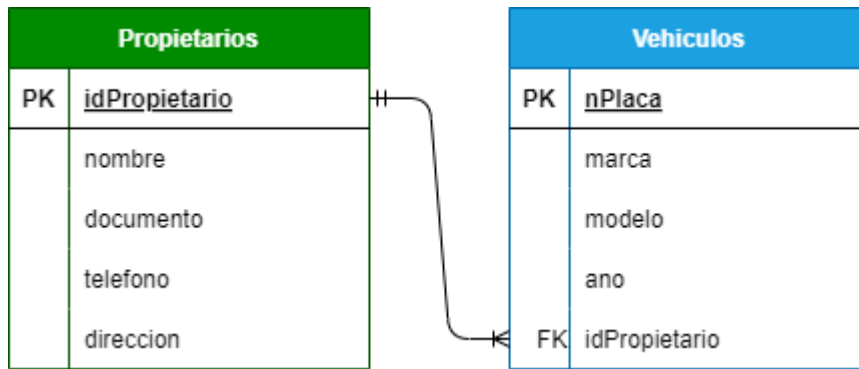 Propietarios
PK idPropietario
nombre
documento
telefono
direccion
Vehiculos
PK nPlaca
marca
modelo
ano
FK idPropietario